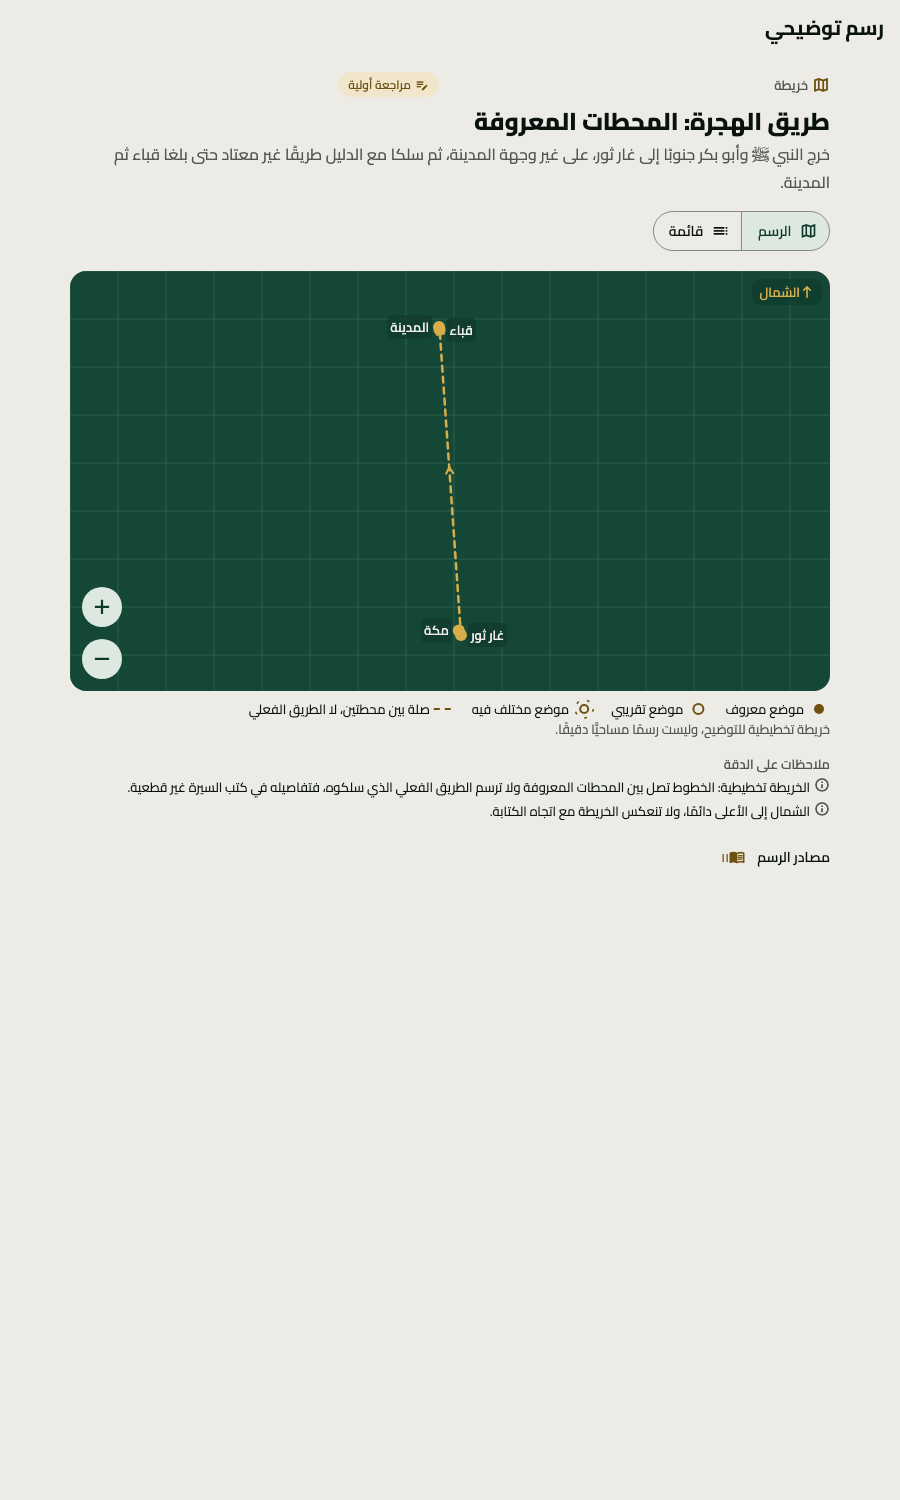 رسم توضيحي
خريطة
مراجعة أولية
طريق الهجرة: المحطات المعروفة
خرج النبي ﷺ وأبو بكر جنوبًا إلى غار ثور، على غير وجهة المدينة، ثم سلكا مع الدليل طريقًا غير معتاد حتى بلغا قباء ثم
المدينة.
الرسم
قائمة
الشمال
قباء
المدينة
مكة
غار ثور
موضع معروف
موضع تقريبي
موضع مختلف فيه
صلة بين محطتين، لا الطريق الفعلي
خريطة تخطيطية للتوضيح، وليست رسمًا مساحيًّا دقيقًا.
ملاحظات على الدقة
الخريطة تخطيطية: الخطوط تصل بين المحطات المعروفة ولا ترسم الطريق الفعلي الذي سلكوه، فتفاصيله في كتب السيرة غير قطعية.
الشمال إلى الأعلى دائمًا، ولا تنعكس الخريطة مع اتجاه الكتابة.
مصادر الرسم